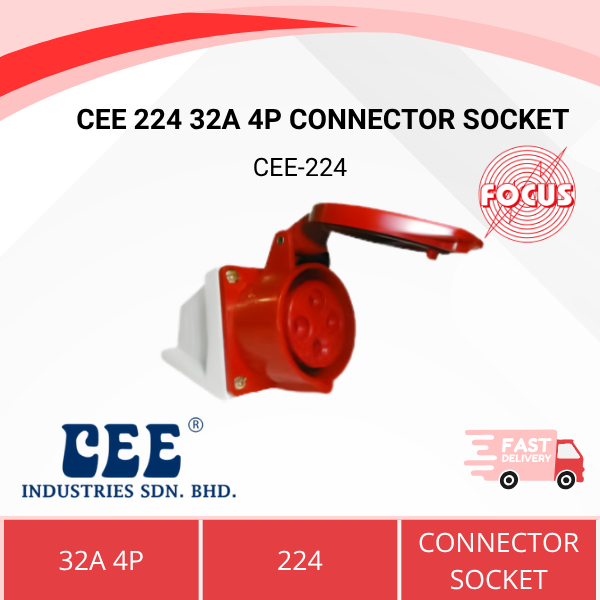 CEE 224 32A 4P CONNECTOR SOCKET
CEE-224
FOCUS
CEE®
INDUSTRIES SDN. BHD.
FAST
DELIVERY
32A 4P
224
CONNECTOR
SOCKET